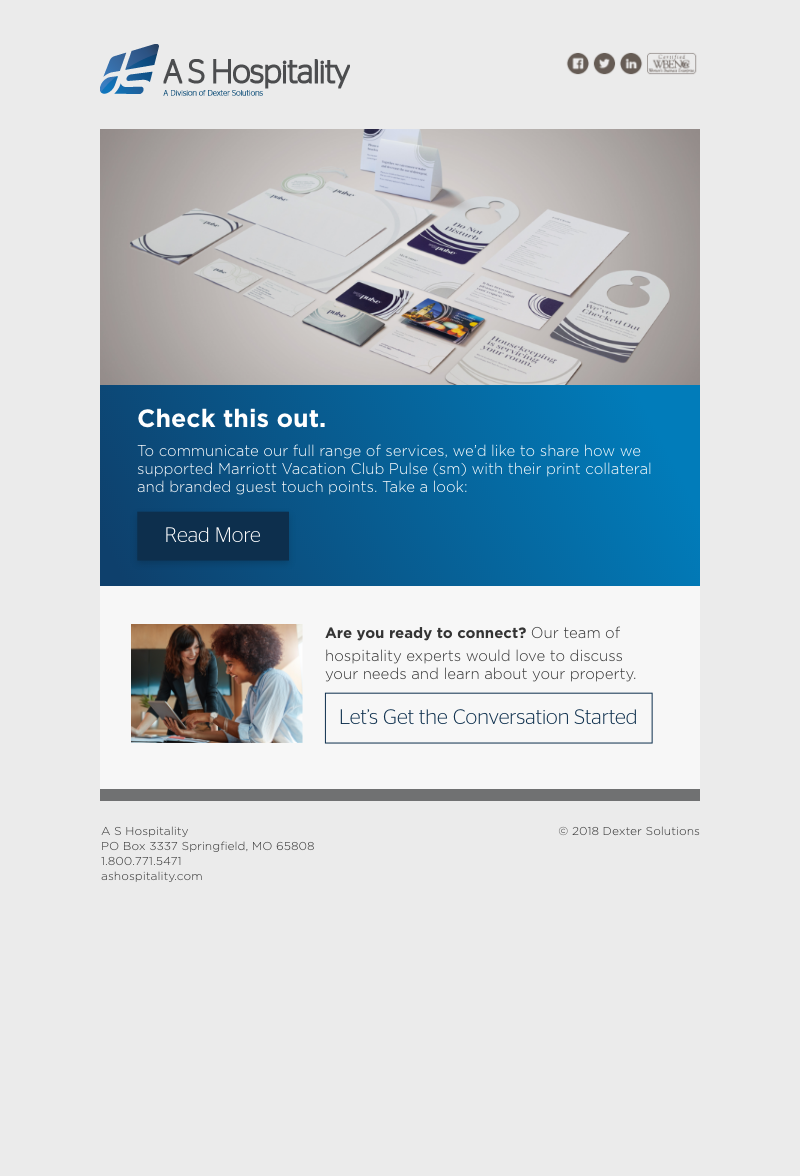 A S Hospitality
A Division of Dexter Solutions
Certified
WBENC
pulse
pulse
Do Not
Disturb
pulse
pulse
pulse
We've
Checked Out
Housekeeping
is servicing
your room.
Check this out.
To communicate our full range of services, we’d like to share how we
supported Marriott Vacation Club Pulse (sm) with their print collateral
and branded guest touch points. Take a look:
Read More
Are you ready to connect? Our team of
hospitality experts would love to discuss
your needs and learn about your property.
Let’s Get the Conversation Started
A S Hospitality
PO Box 3337 Springfield, MO 65808
1.800.771.5471
ashospitality.com
© 2018 Dexter Solutions